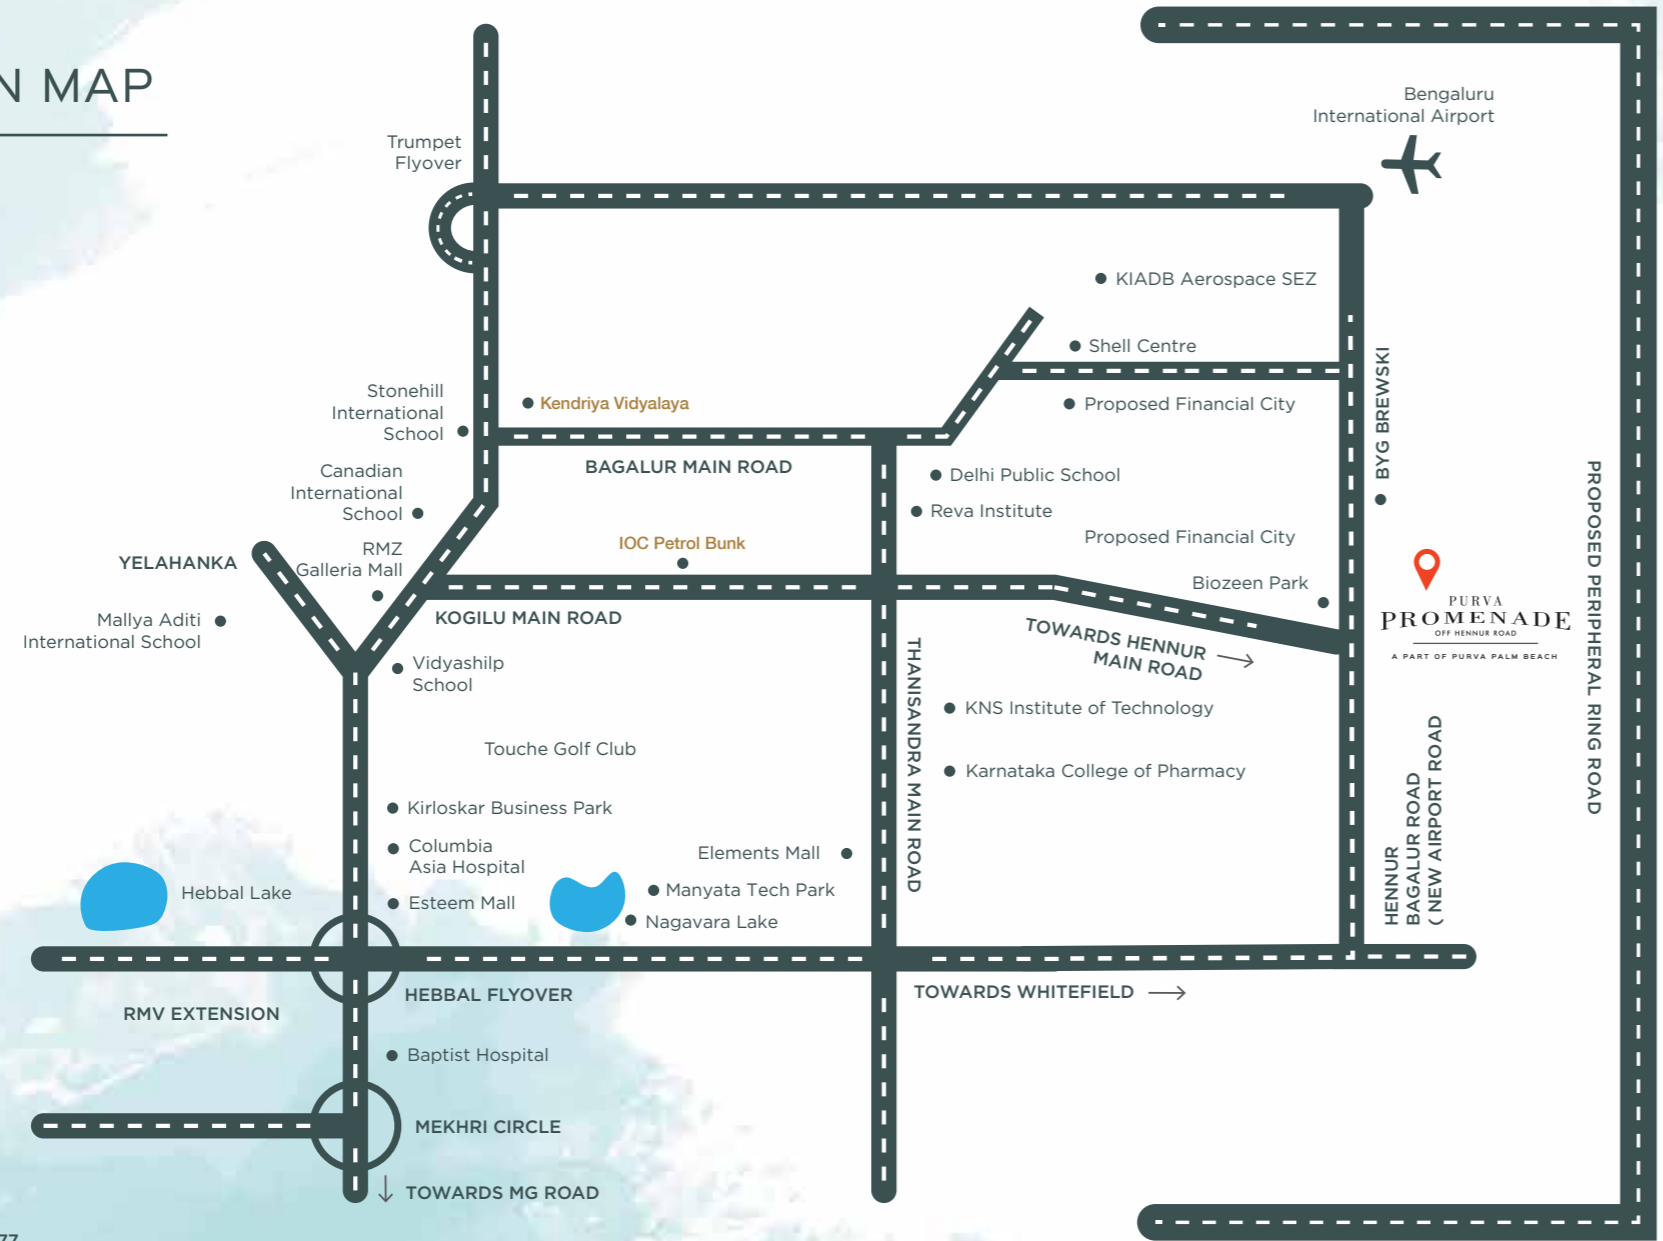 N MAP
Bengaluru
International Airport
Trumpet
Flyover
KIADB Aerospace SEZ
Shell Centre
Stonehill
International
School
Kendriya Vidyalaya
Proposed Financial City
BYG BREWSKI
BAGALUR MAIN ROAD
Canadian
International
School
Delhi Public School
Reva Institute
PROPOSED PERIPHERAL RING ROAD
IOC Petrol Bunk
Proposed Financial City
YELAHANKA
RMZ
Galleria Mall
Biozeen Park
PURVA
PROMENADE
OFF HENNUR ROAD
A PART OF PURVA PALM BEACH
Mallya Aditi
International School
KOGILU MAIN ROAD
TOWARDS HENNUR
MAIN ROAD
Vidyashilp
School
THANISANDRA MAIN ROAD
KNS Institute of Technology
Touche Golf Club
Karnataka College of Pharmacy
HENNUR
BAGALUR ROAD
( NEW AIRPORT ROAD
Kirloskar Business Park
Columbia
Asia Hospital
Elements Mall
Hebbal Lake
Esteem Mall
Manyata Tech Park
Nagavara Lake
HEBBAL FLYOVER
TOWARDS WHITEFIELD
RMV EXTENSION
Baptist Hospital
MEKHRI CIRCLE
TOWARDS MG ROAD